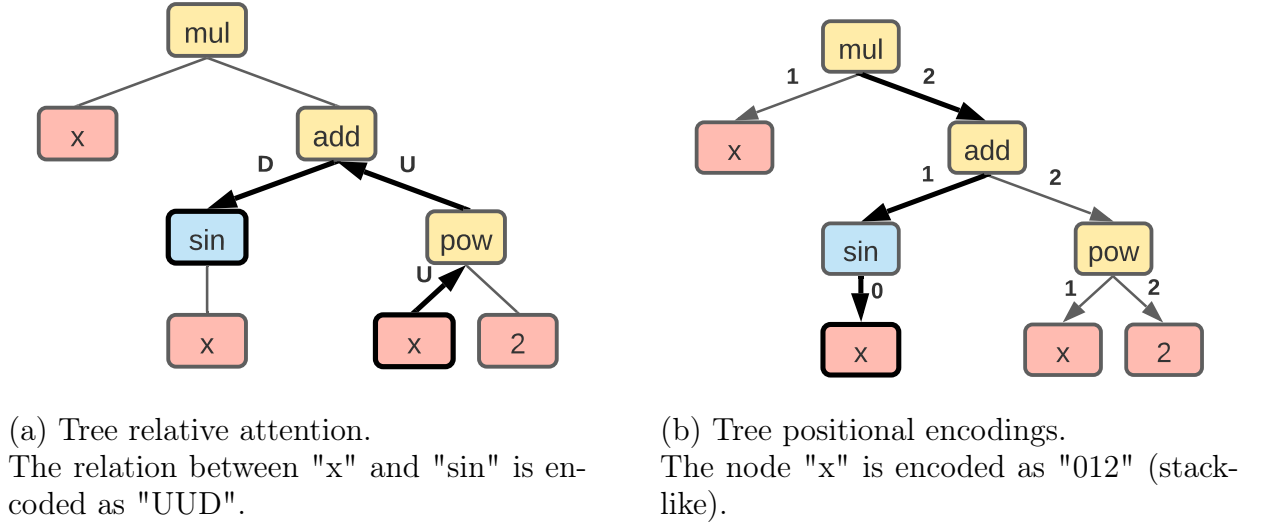 mul
x
add
D
U
sin
pow
U
x
x
2
(a) Tree relative attention.
The relation between "x" and "sin" is en-
coded as "UUD".
mul
1
2
x
add
1
2
sin
pow
0
1
2
x
x
2
(b) Tree positional encodings.
The node "x" is encoded as "012" (stack-
like).